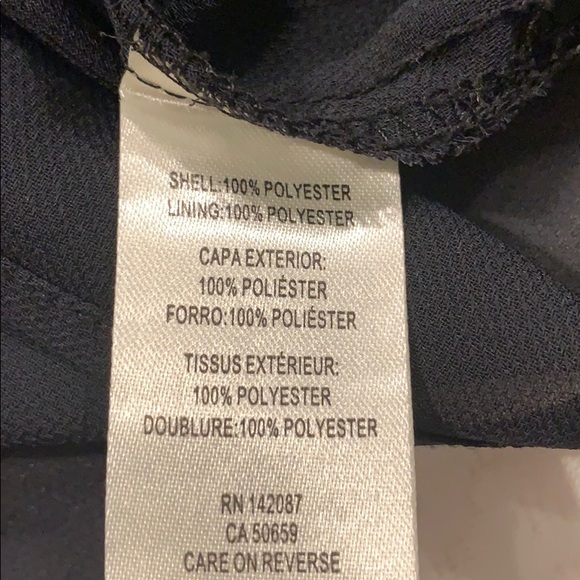 SHELL:100% POLYESTER
LINING:100% POLYESTER
CAPA EXTERIOR:
100% POLIÉSTER
FORRO:100% POLIÉSTER
TISSUS EXTÉRIEUR:
100% POLYESTER
DOUBLURE:100% POLYESTER
RN 142087
CA 50659
CARE ON REVERSE